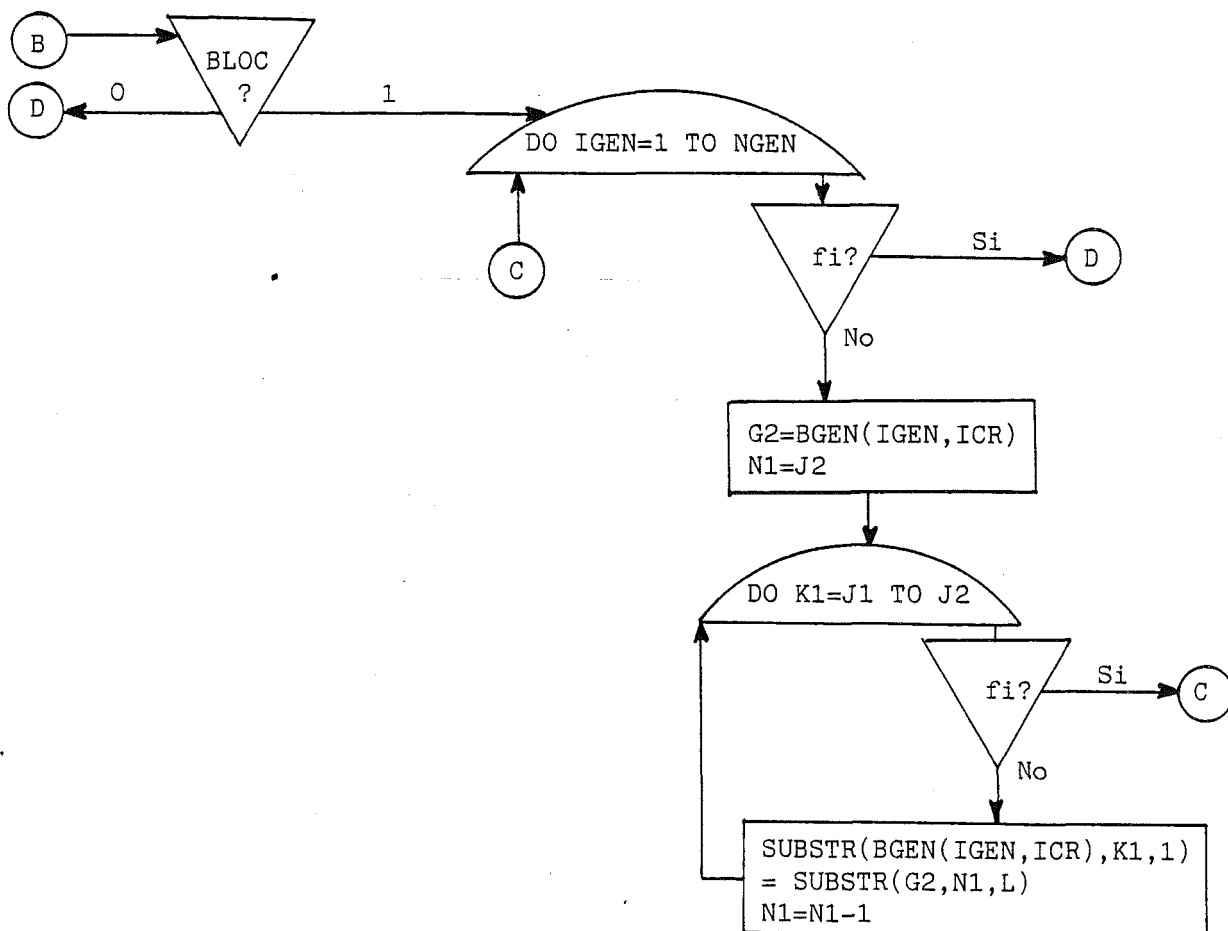 B
BLOC
?
D
0
1
DO IGEN=1 TO NGEN
C
fi?
Si
D
No
G2=BGEN(IGEN,ICR)
N1=J2
DO K1=J1 TO J2
fi?
Si
C
No
SUBSTR(BGEN(IGEN,ICR),K1,1)
= SUBSTR(G2,N1,L)
N1=N1-1